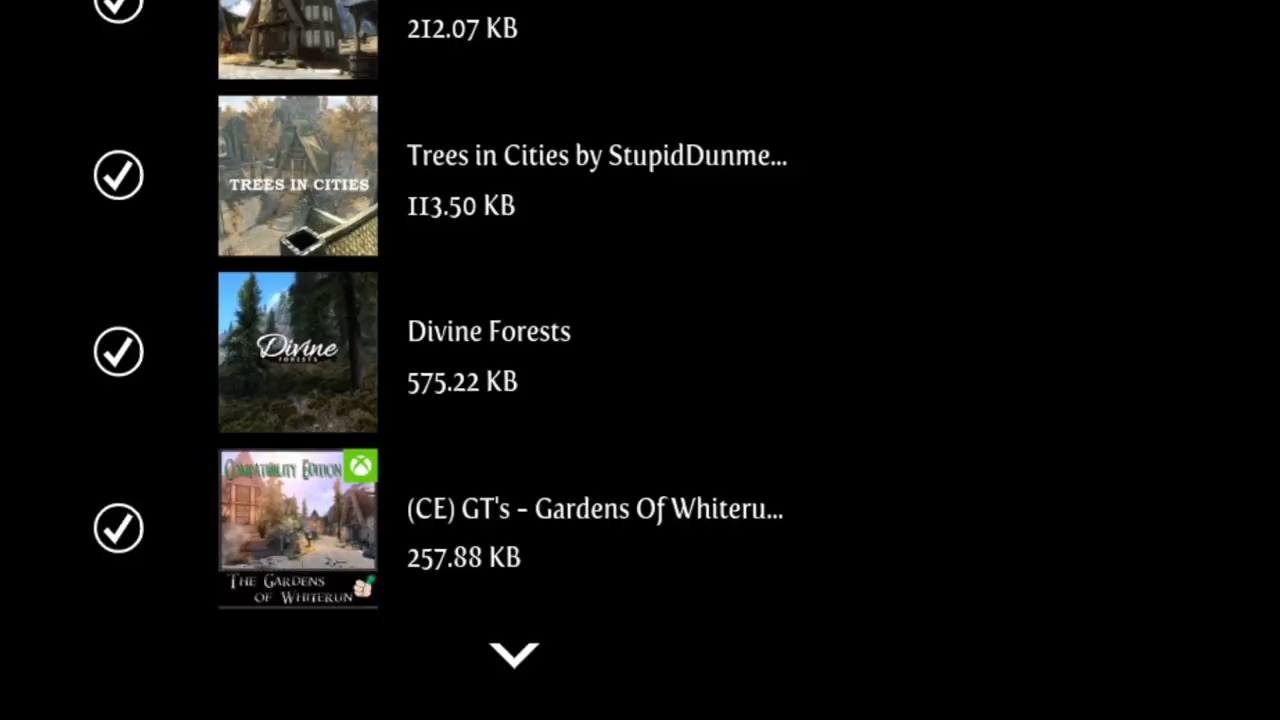 212.07 KB
TREES IN CITIES
Trees in Cities by StupidDunme...
113.50 KB
Divine
FORESTS
Divine Forests
575.22 KB
COMPATIBILITY EDITION
THE GARDENS
OF WHITERUN
(CE) GT's - Gardens Of Whiteru...
257.88 KB